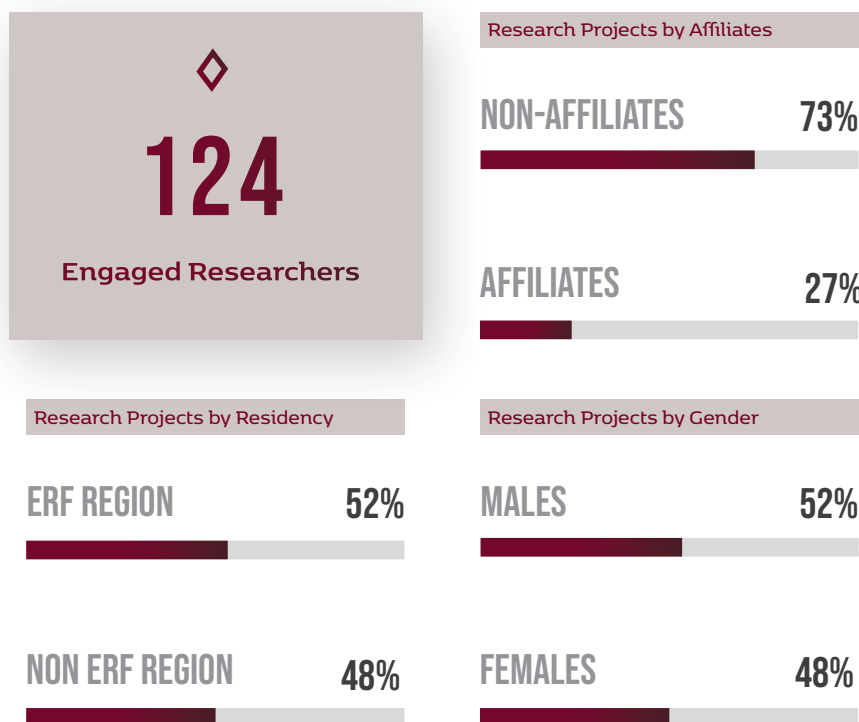 124
Engaged Researchers
Research Projects by Affiliates
NON-AFFILIATES 73%
AFFILIATES 27%
Research Projects by Residency
ERF REGION 52%
NON ERF REGION 48%
Research Projects by Gender
MALES 52%
FEMALES 48%